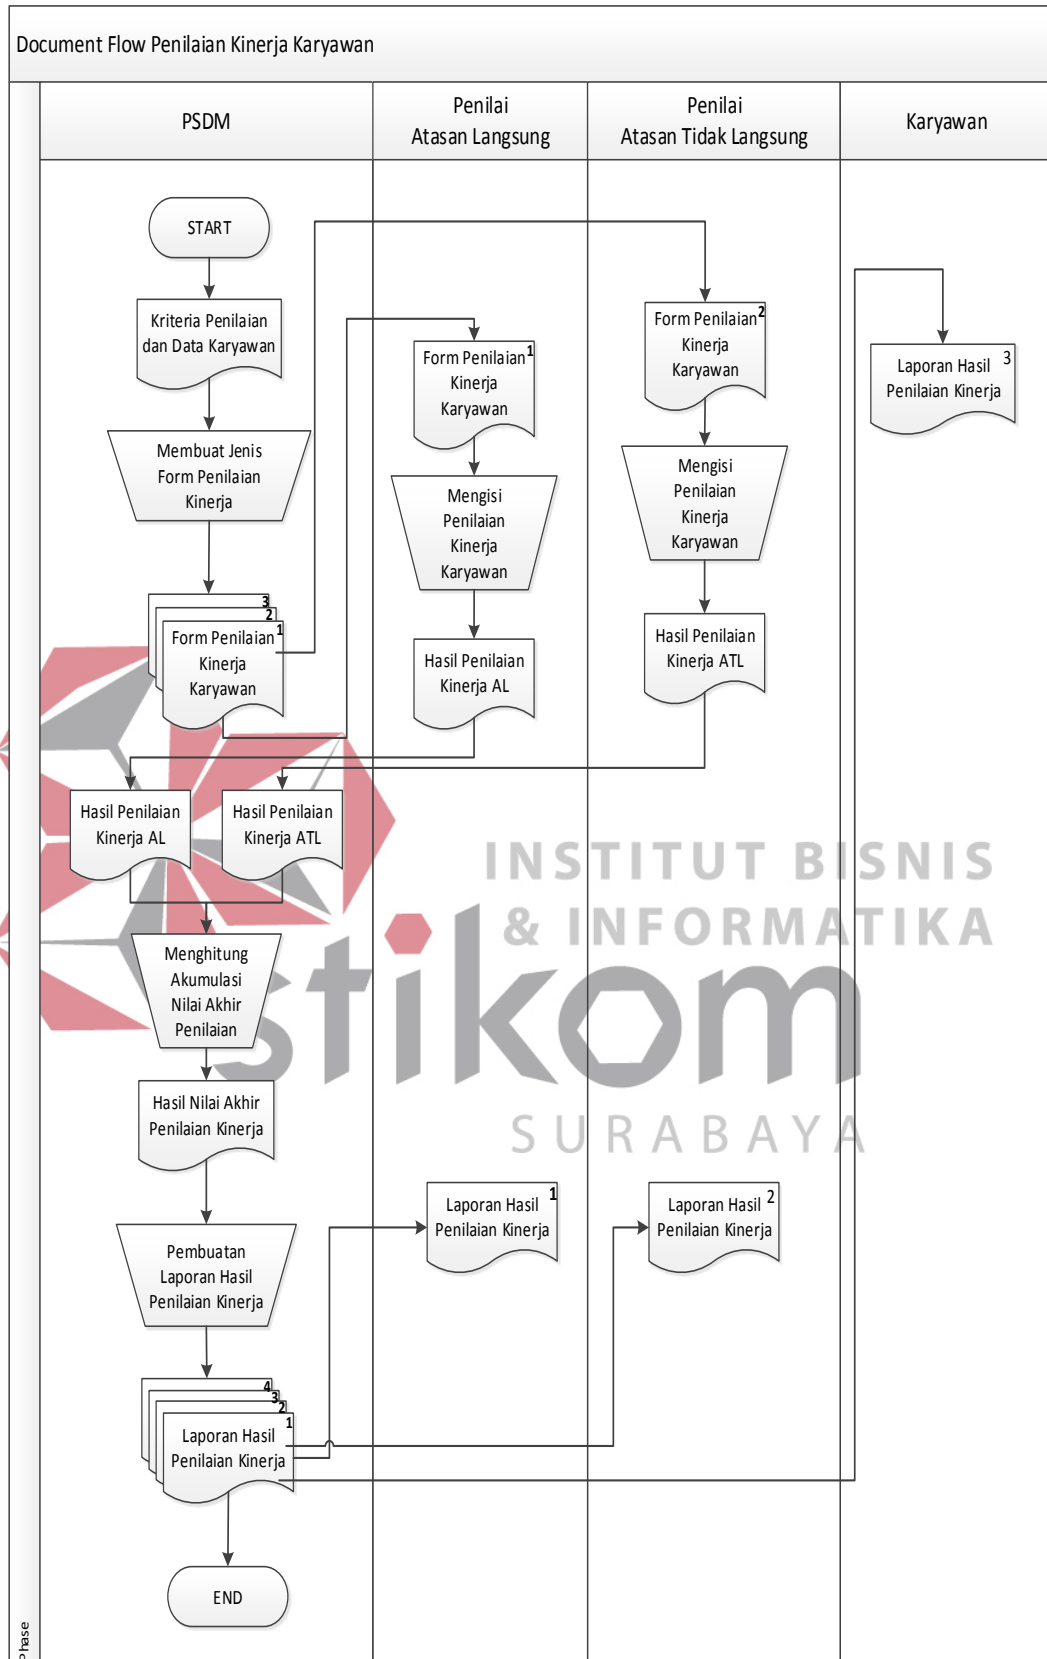 Document Flow Penilaian Kinerja Karyawan
PSDM
Penilai
Atasan Langsung
Penilai
Atasan Tidak Langsung
Karyawan
START
Kriteria Penilaian
dan Data Karyawan
Membuat Jenis
Form Penilaian
Kinerja
3
2
1
Form Penilaian
Kinerja
Karyawan
Form Penilaian 1
Kinerja
Karyawan
Mengisi
Penilaian
Kinerja
Karyawan
Hasil Penilaian
Kinerja AL
Form Penilaian 2
Kinerja
Karyawan
Mengisi
Penilaian
Kinerja
Karyawan
Hasil Penilaian
Kinerja ATL
Laporan Hasil 3
Penilaian Kinerja
Hasil Penilaian
Kinerja AL
Hasil Penilaian
Kinerja ATL
Menghitung
Akumulasi
Nilai Akhir
Penilaian
Hasil Nilai Akhir
Penilaian Kinerja
Pembuatan
Laporan Hasil
Penilaian Kinerja
4
3
2
1
Laporan Hasil
Penilaian Kinerja
Laporan Hasil 1
Penilaian Kinerja
Laporan Hasil 2
Penilaian Kinerja
END
Phase
INSTITUT BISNIS
& INFORMATIKA
stikom
SURABAYA